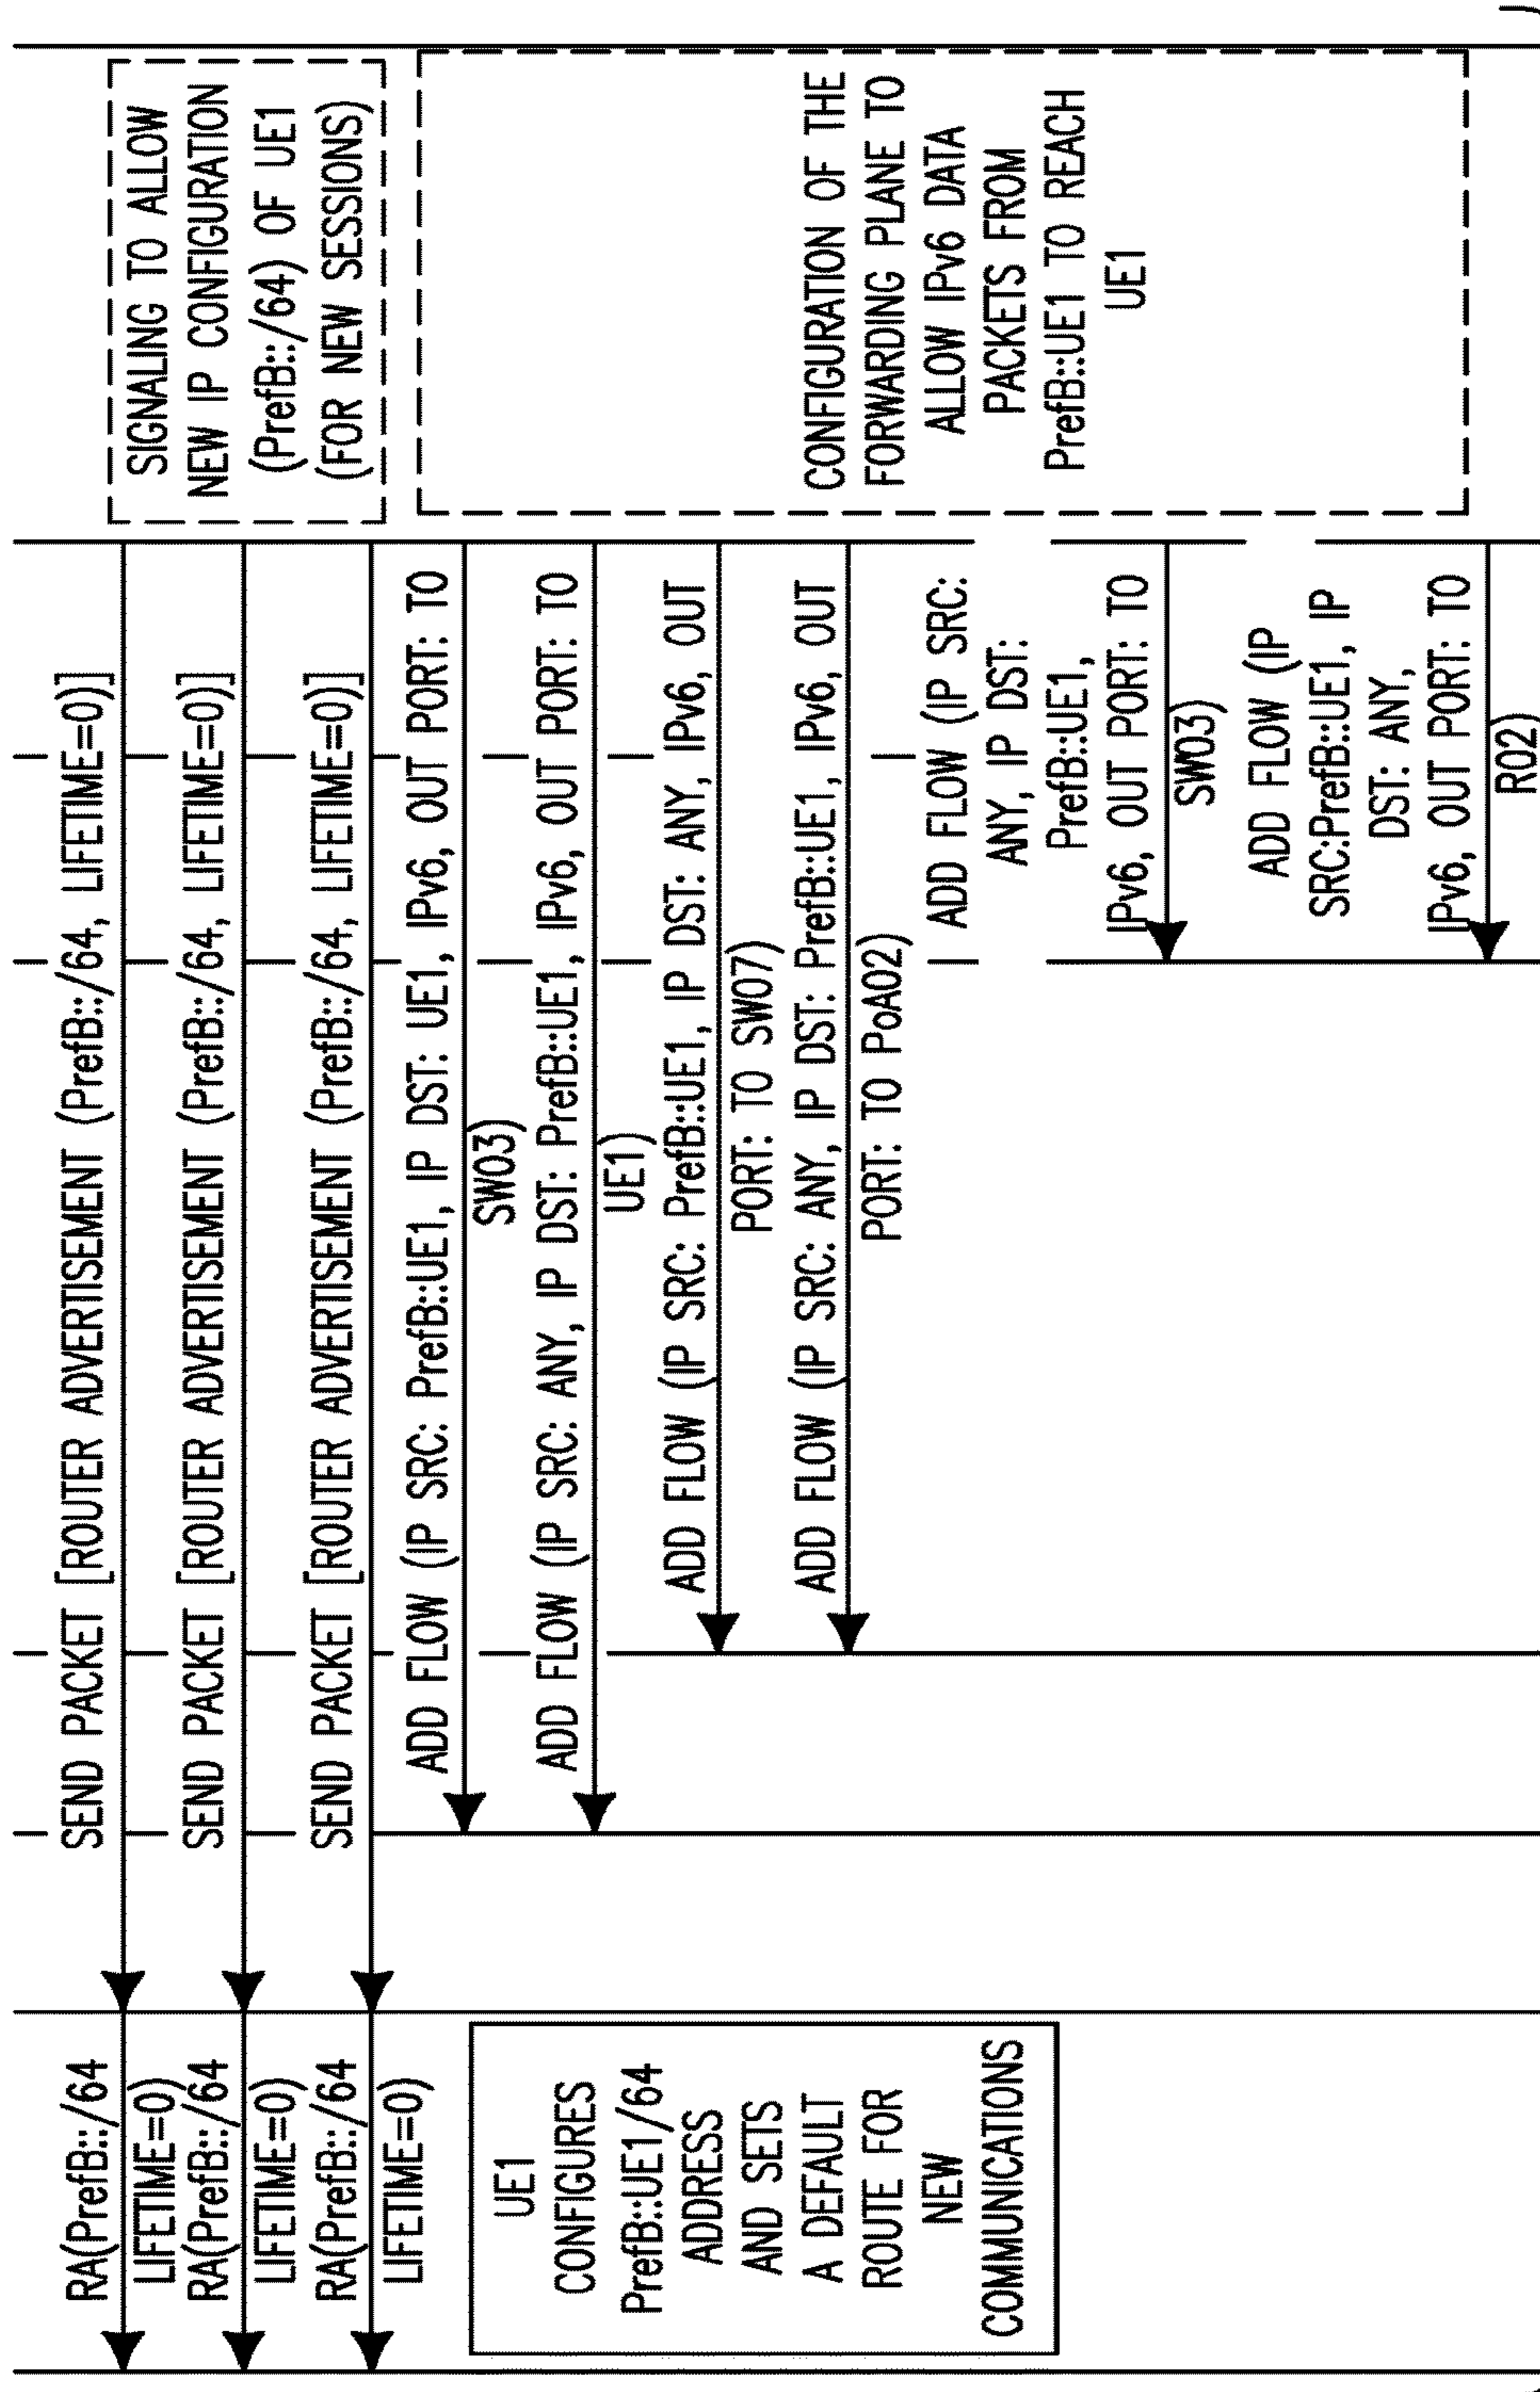 SEND PACKET [ROUTER ADVERTISEMENT (PrefB::/64, LIFETIME=0)]
RA(PrefB::/64
LIFETIME=0)
SEND PACKET [ROUTER ADVERTISEMENT (PrefB::/64, LIFETIME=0)]
RA(PrefB::/64
LIFETIME=0)
SEND PACKET [ROUTER ADVERTISEMENT (PrefB::/64, LIFETIME=0)]
RA(PrefB::/64
LIFETIME=0)
SIGNALING TO ALLOW
NEW IP CONFIGURATION
(PrefB::/64) OF UE1
(FOR NEW SESSIONS)
UE1
CONFIGURES
PrefB::UE1/64
ADDRESS
AND SETS
A DEFAULT
ROUTE FOR
NEW
COMMUNICATIONS
ADD FLOW (IP SRC: PrefB::UE1, IP DST: UE1, IPv6, OUT PORT: TO
SW03)
ADD FLOW (IP SRC: ANY, IP DST: PrefB::UE1, IPv6, OUT PORT: TO
UE1)
ADD FLOW (IP SRC: PrefB::UE1, IP DST: ANY, IPv6, OUT
PORT: TO SW07)
ADD FLOW (IP SRC: ANY, IP DST: PrefB::UE1, IPv6, OUT
PORT: TO PoA02)
ADD FLOW (IP SRC:
ANY, IP DST:
PrefB::UE1,
IPv6, OUT PORT: TO
SW03)
ADD FLOW (IP
SRC:PrefB::UE1, IP
DST: ANY,
IPv6, OUT PORT: TO
R02)
CONFIGURATION OF THE
FORWARDING PLANE TO
ALLOW IPv6 DATA
PACKETS FROM
PrefB::UE1 TO REACH
UE1